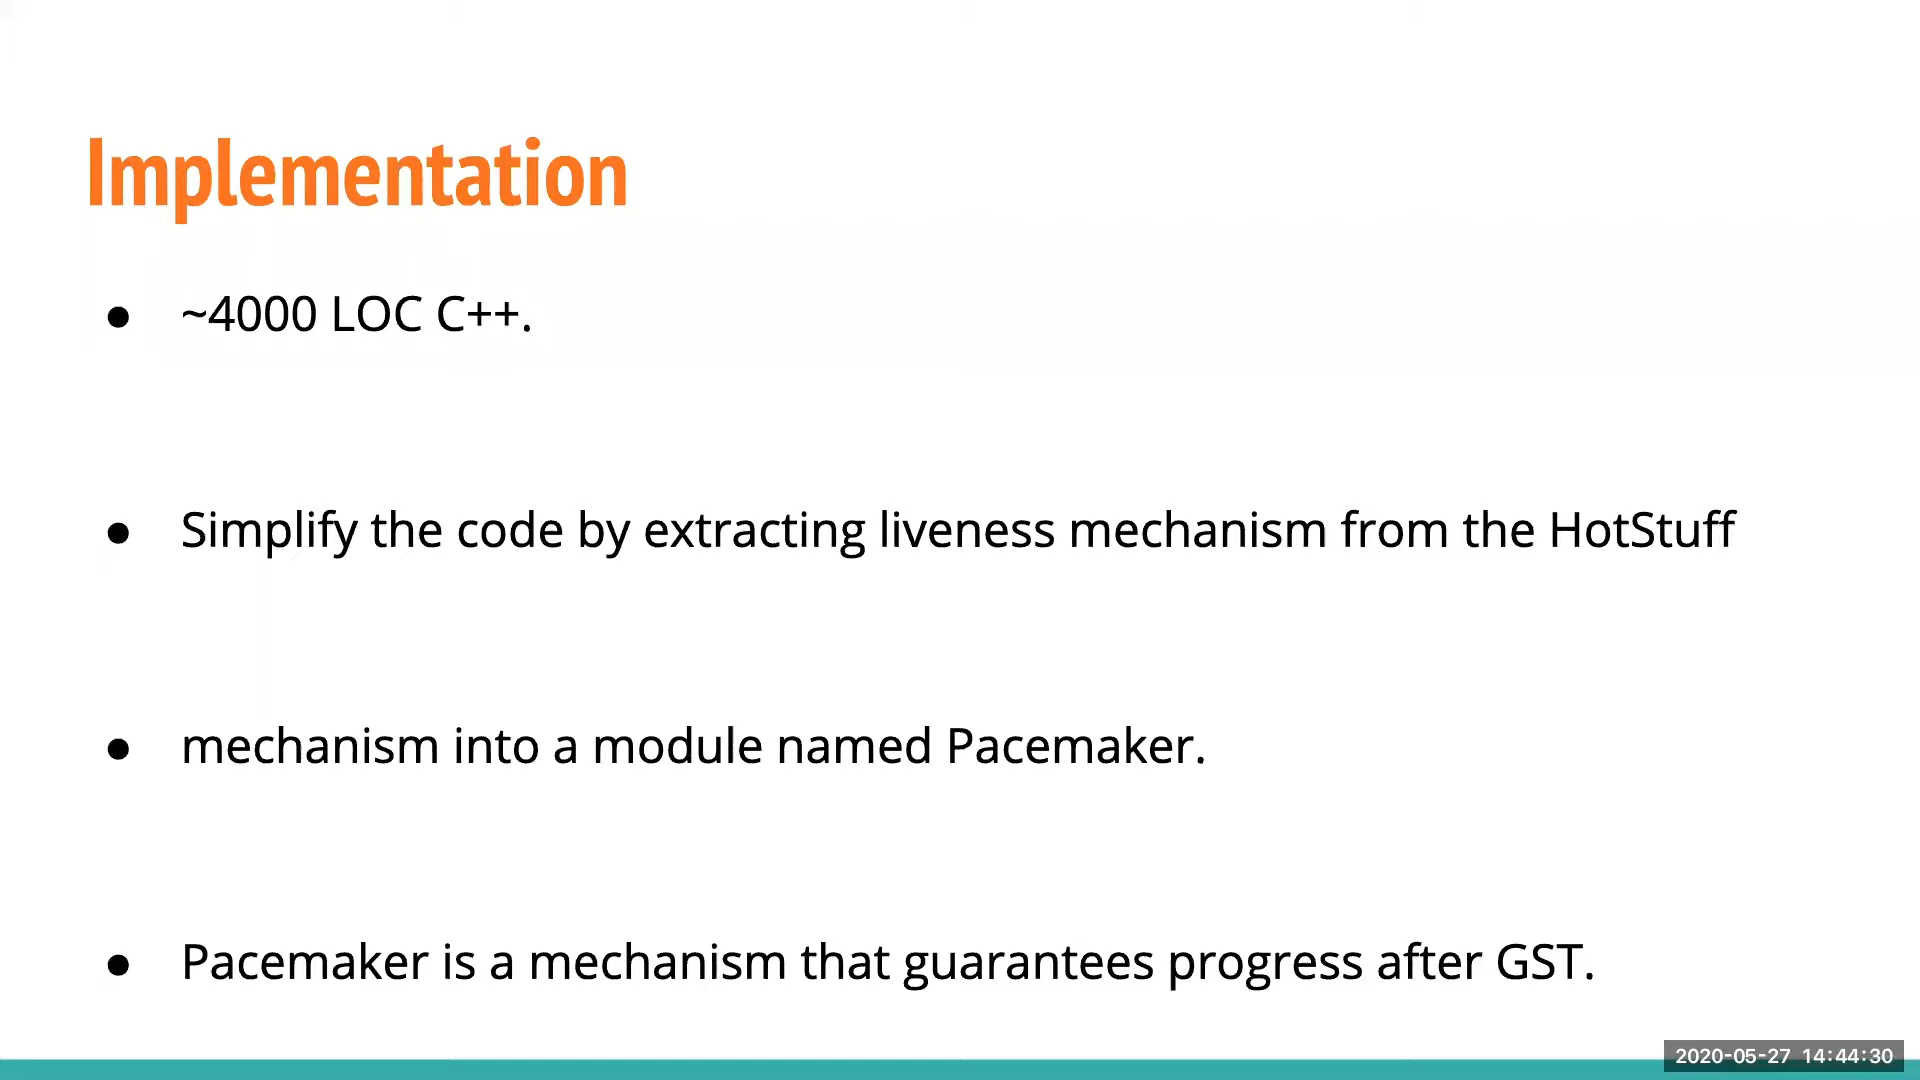 Implementation
● ~4000 LOC C++.
● Simplify the code by extracting liveness mechanism from the HotStuff
● mechanism into a module named Pacemaker.
● Pacemaker is a mechanism that guarantees progress after GST.
2020-05-27 14:44:30